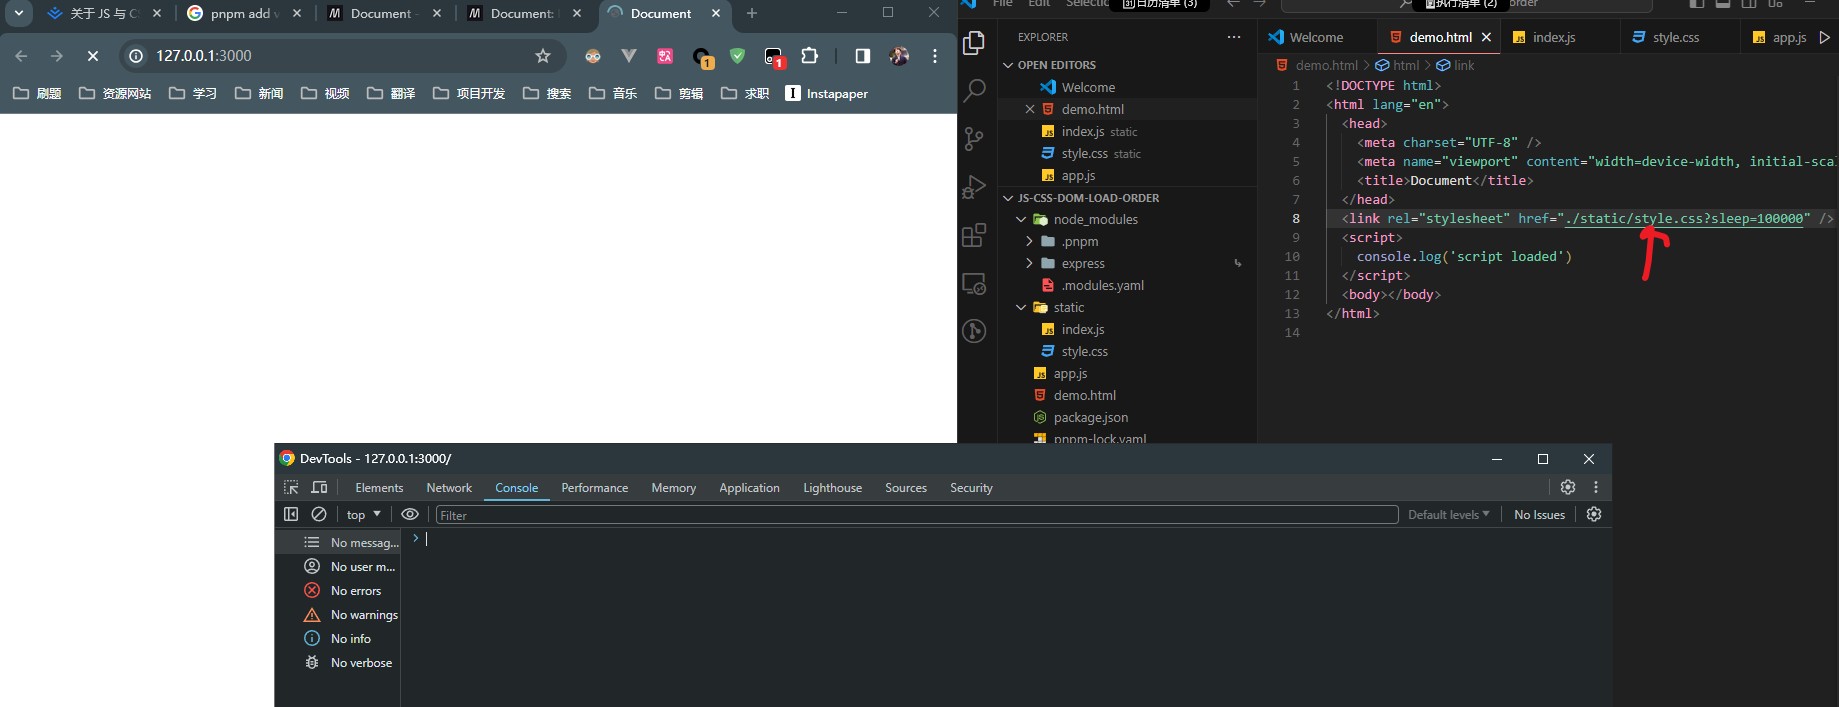 关于 JS 与 C
pnpm add v
Document -
Document:
Document
127.0.0.1:3000
1
1
刷题
资源网站
学习
新闻
视频
翻译
项目开发
搜索
音乐
剪辑
求职
Instapaper
File
Edit
Selectio
日历清单 (3)
执行清单 (2)
order
EXPLORER
OPEN EDITORS
Welcome
demo.html
index.js static
style.css static
app.js
JS-CSS-DOM-LOAD-ORDER
node_modules
.pnpm
express
.modules.yaml
static
index.js
style.css
app.js
demo.html
package.json
pnpm-lock.yaml
Welcome
demo.html
index.js
style.css
app.js
demo.html > html > link
1 <!DOCTYPE html>
2 <html lang="en">
3 <head>
4 <meta charset="UTF-8" />
5 <meta name="viewport" content="width=device-width, initial-sca
6 <title>Document</title>
7 </head>
8 <link rel="stylesheet" href="./static/style.css?sleep=100000" />
9 <script>
10 console.log('script loaded')
11 </script>
12 <body></body>
13 </html>
14
DevTools - 127.0.0.1:3000/
Elements
Network
Console
Performance
Memory
Application
Lighthouse
Sources
Security
top
Filter
Default levels
No Issues
No messag...
No user m...
No errors
No warnings
No info
No verbose